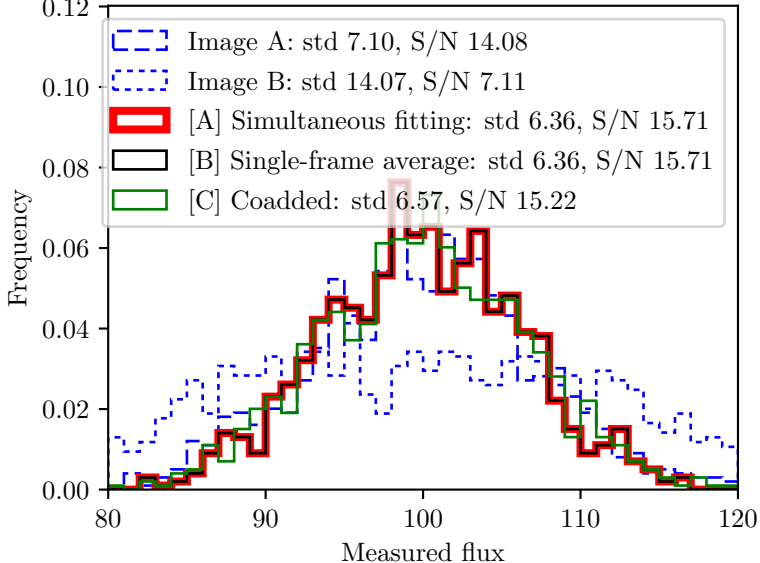 0.12
0.10
0.08
0.06
0.04
0.02
0.00
Frequency
Image A: std 7.10, S/N 14.08
Image B: std 14.07, S/N 7.11
[A] Simultaneous fitting: std 6.36, S/N 15.71
[B] Single-frame average: std 6.36, S/N 15.71
[C] Coadded: std 6.57, S/N 15.22
80 90 100 110 120
Measured flux